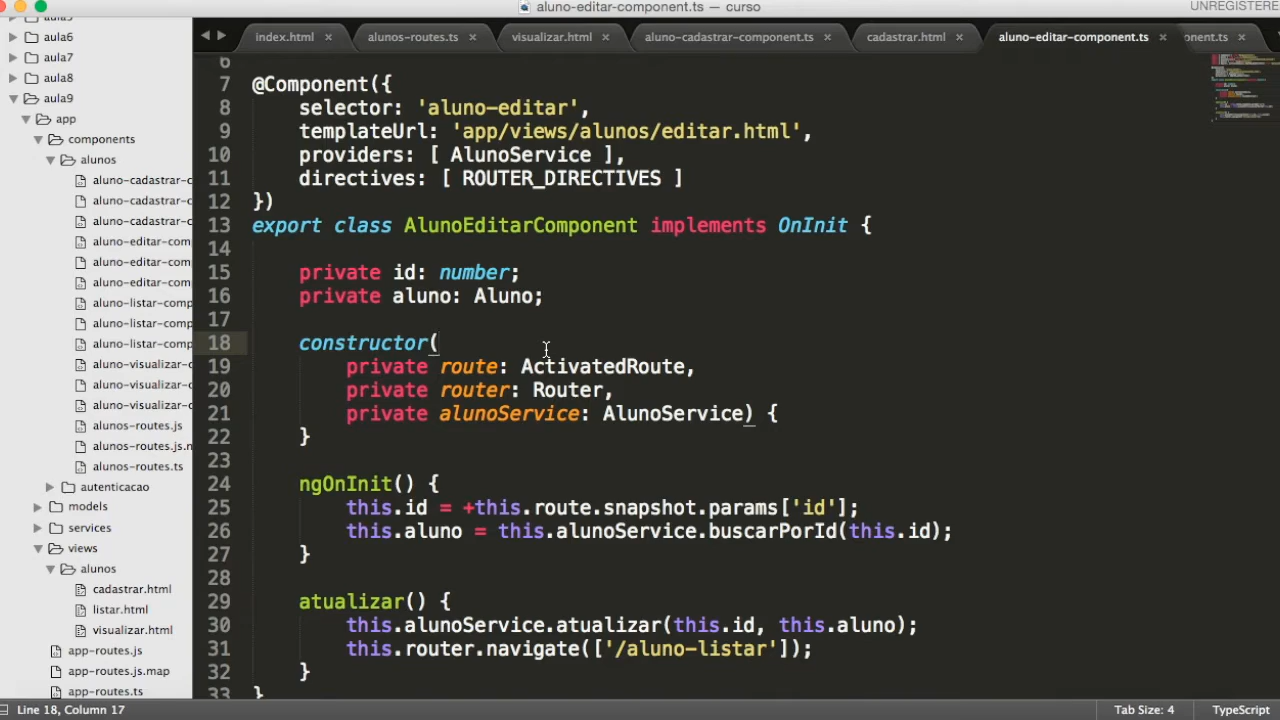 aluno-editar-component.ts — curso
UNREGISTERE
index.html
alunos-routes.ts
visualizar.html
aluno-cadastrar-component.ts
cadastrar.html
aluno-editar-component.ts
onent.ts
aula5
aula6
aula7
aula8
aula9
app
components
alunos
aluno-cadastrar-c
aluno-cadastrar-c
aluno-cadastrar-c
aluno-editar-com
aluno-editar-com
aluno-editar-com
aluno-listar-comp
aluno-listar-comp
aluno-listar-comp
aluno-visualizar-c
aluno-visualizar-c
aluno-visualizar-c
alunos-routes.js
alunos-routes.js.n
alunos-routes.ts
autenticacao
models
services
views
alunos
cadastrar.html
listar.html
visualizar.html
app-routes.js
app-routes.js.map
app-routes.ts
6
7 @Component({
8 selector: 'aluno-editar',
9 templateUrl: 'app/views/alunos/editar.html',
10 providers: [ AlunoService ],
11 directives: [ ROUTER_DIRECTIVES ]
12 })
13 export class AlunoEditarComponent implements OnInit {
14
15 private id: number;
16 private aluno: Aluno;
17
18 constructor(
19 private route: ActivatedRoute,
20 private router: Router,
21 private alunoService: AlunoService) {
22 }
23
24 ngOnInit() {
25 this.id = +this.route.snapshot.params['id'];
26 this.aluno = this.alunoService.buscarPorId(this.id);
27 }
28
29 atualizar() {
30 this.alunoService.atualizar(this.id, this.aluno);
31 this.router.navigate(['/aluno-listar']);
32 }
33 }
Line 18, Column 17
Tab Size: 4
TypeScript